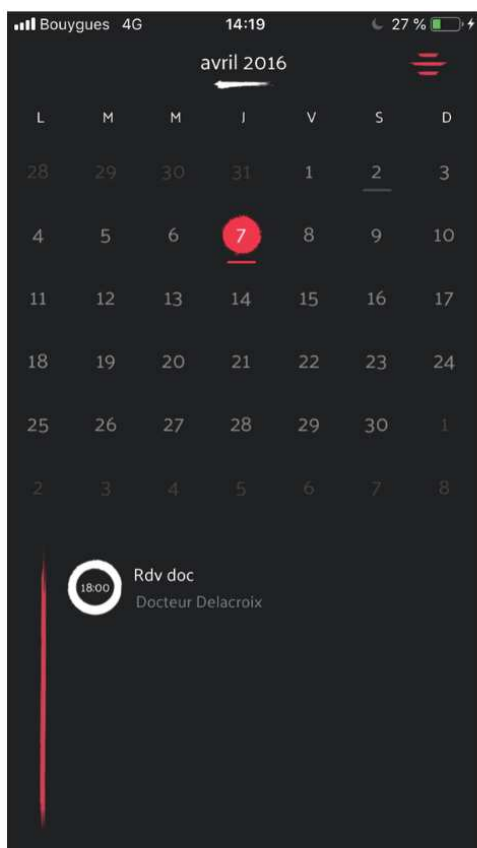 Bouygues 4G 14:19 27 %
avril 2016
L M M J V S D
28 29 30 31 1 2 3
4 5 6 7 8 9 10
11 12 13 14 15 16 17
18 19 20 21 22 23 24
25 26 27 28 29 30 1
2 3 4 5 6 7 8
18:00 Rdv doc
Docteur Delacroix